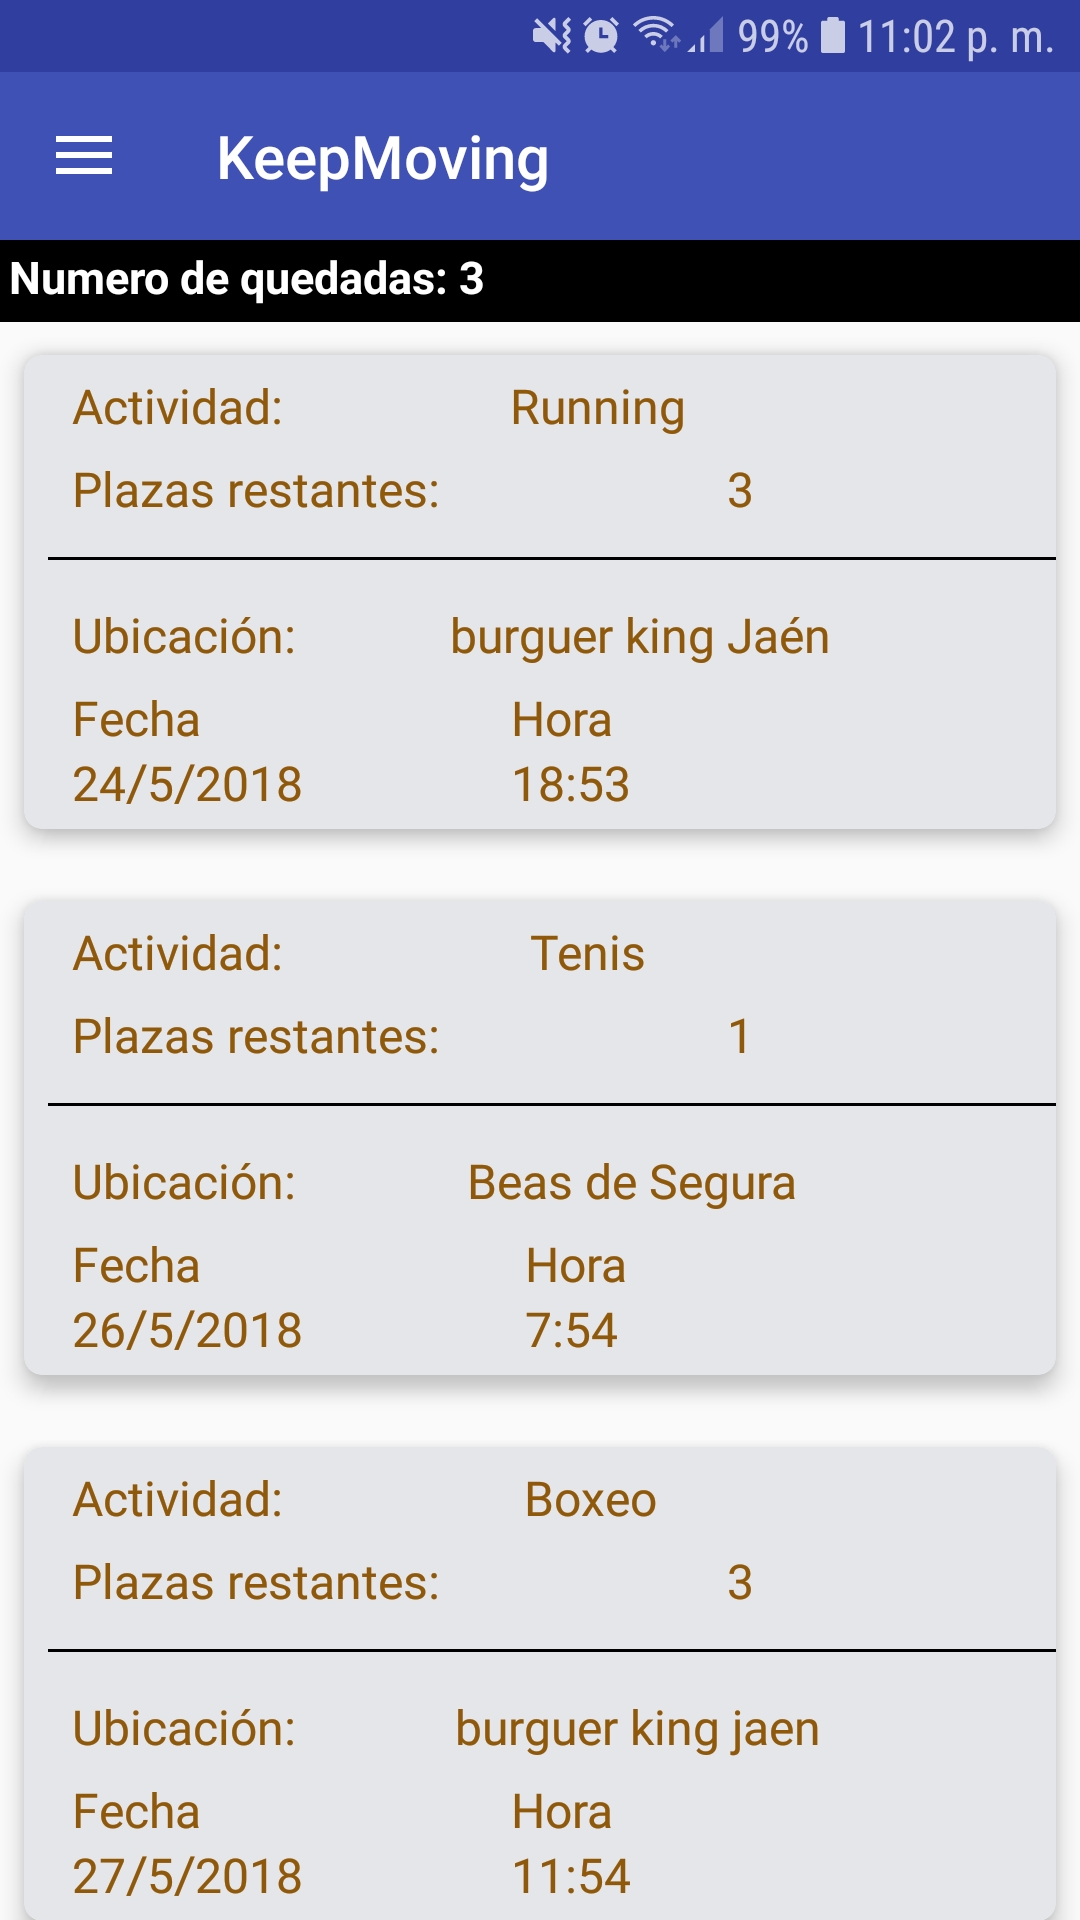 99% 11:02 p. m.
KeepMoving
Numero de quedadas: 3
Actividad: Running
Plazas restantes: 3
Ubicación: burguer king Jaén
Fecha Hora
24/5/2018 18:53
Actividad: Tenis
Plazas restantes: 1
Ubicación: Beas de Segura
Fecha Hora
26/5/2018 7:54
Actividad: Boxeo
Plazas restantes: 3
Ubicación: burguer king jaen
Fecha Hora
27/5/2018 11:54